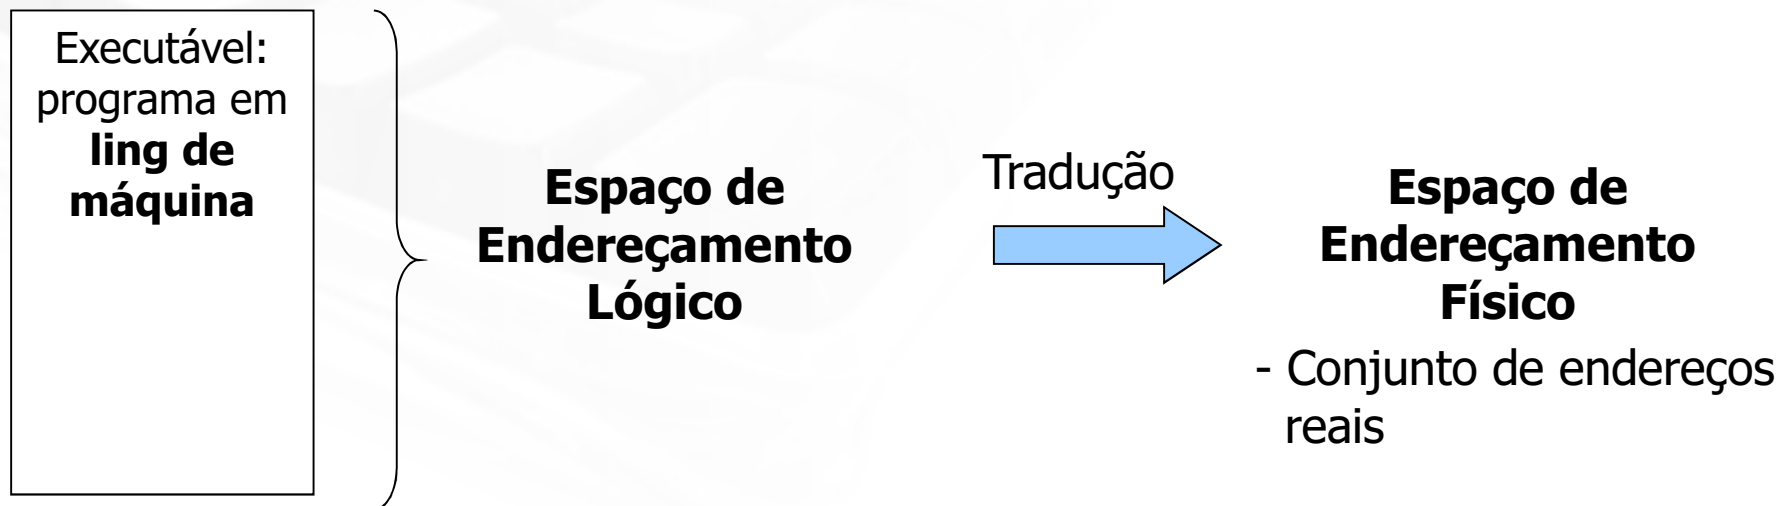 Executável:
programa em
ling de
máquina
Espaço de
Endereçamento
Lógico
Tradução
Espaço de
Endereçamento
Físico
- Conjunto de endereços
reais